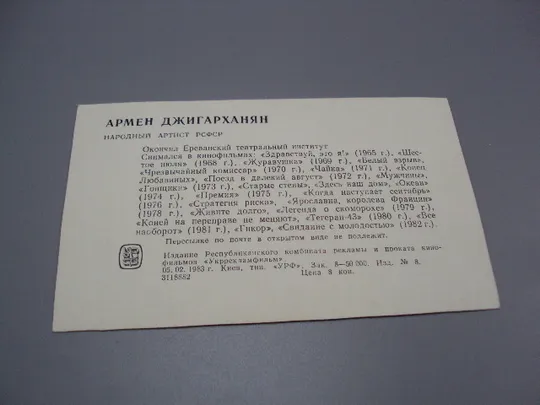 АРМЕН ДЖИГАРХАНЯН
НАРОДНЫЙ АРТИСТ РСФСР
Окончил Ереванский театральный институт
Снимался в кинофильмах: «Здравствуй, это я!» (1965 г.), «Шес-
тое июля» (1968 г.), «Журавушка» (1969 г.), «Белый взрыв»,
«Чрезвычайный комиссар» (1970 г.), «Чайка» (1971 г.), «Конец
Любавиных», «Поезд в далекий август» (1972 г.), «Мужчины»,
«Гонщики» (1973 г.), «Старые стены», «Здесь наш дом», «Океан»
(1974 г.), «Премия» (1975 г.), «Когда наступает сентябрь»
(1976 г.), «Стратегия риска», «Ярославна, королева Франции»
(1978 г.), «Живите долго», «Легенда о скоморохе» (1979 г.),
«Коней на переправе не меняют», «Тегеран-43» (1980 г.), «Все
наоборот» (1981 г.), «Гикор», «Свидание с молодостью» (1982 г.).
Пересылке по почте в открытом виде не подлежит.
Издание Республиканского комбината рекламы и проката кино-
фильмов «Укррекламфильм».
05.02. 1983 г. Киев, тип. «УРФ». Зак. 8—50 000. Изд. № 8.
3118882 Цена 8 коп.